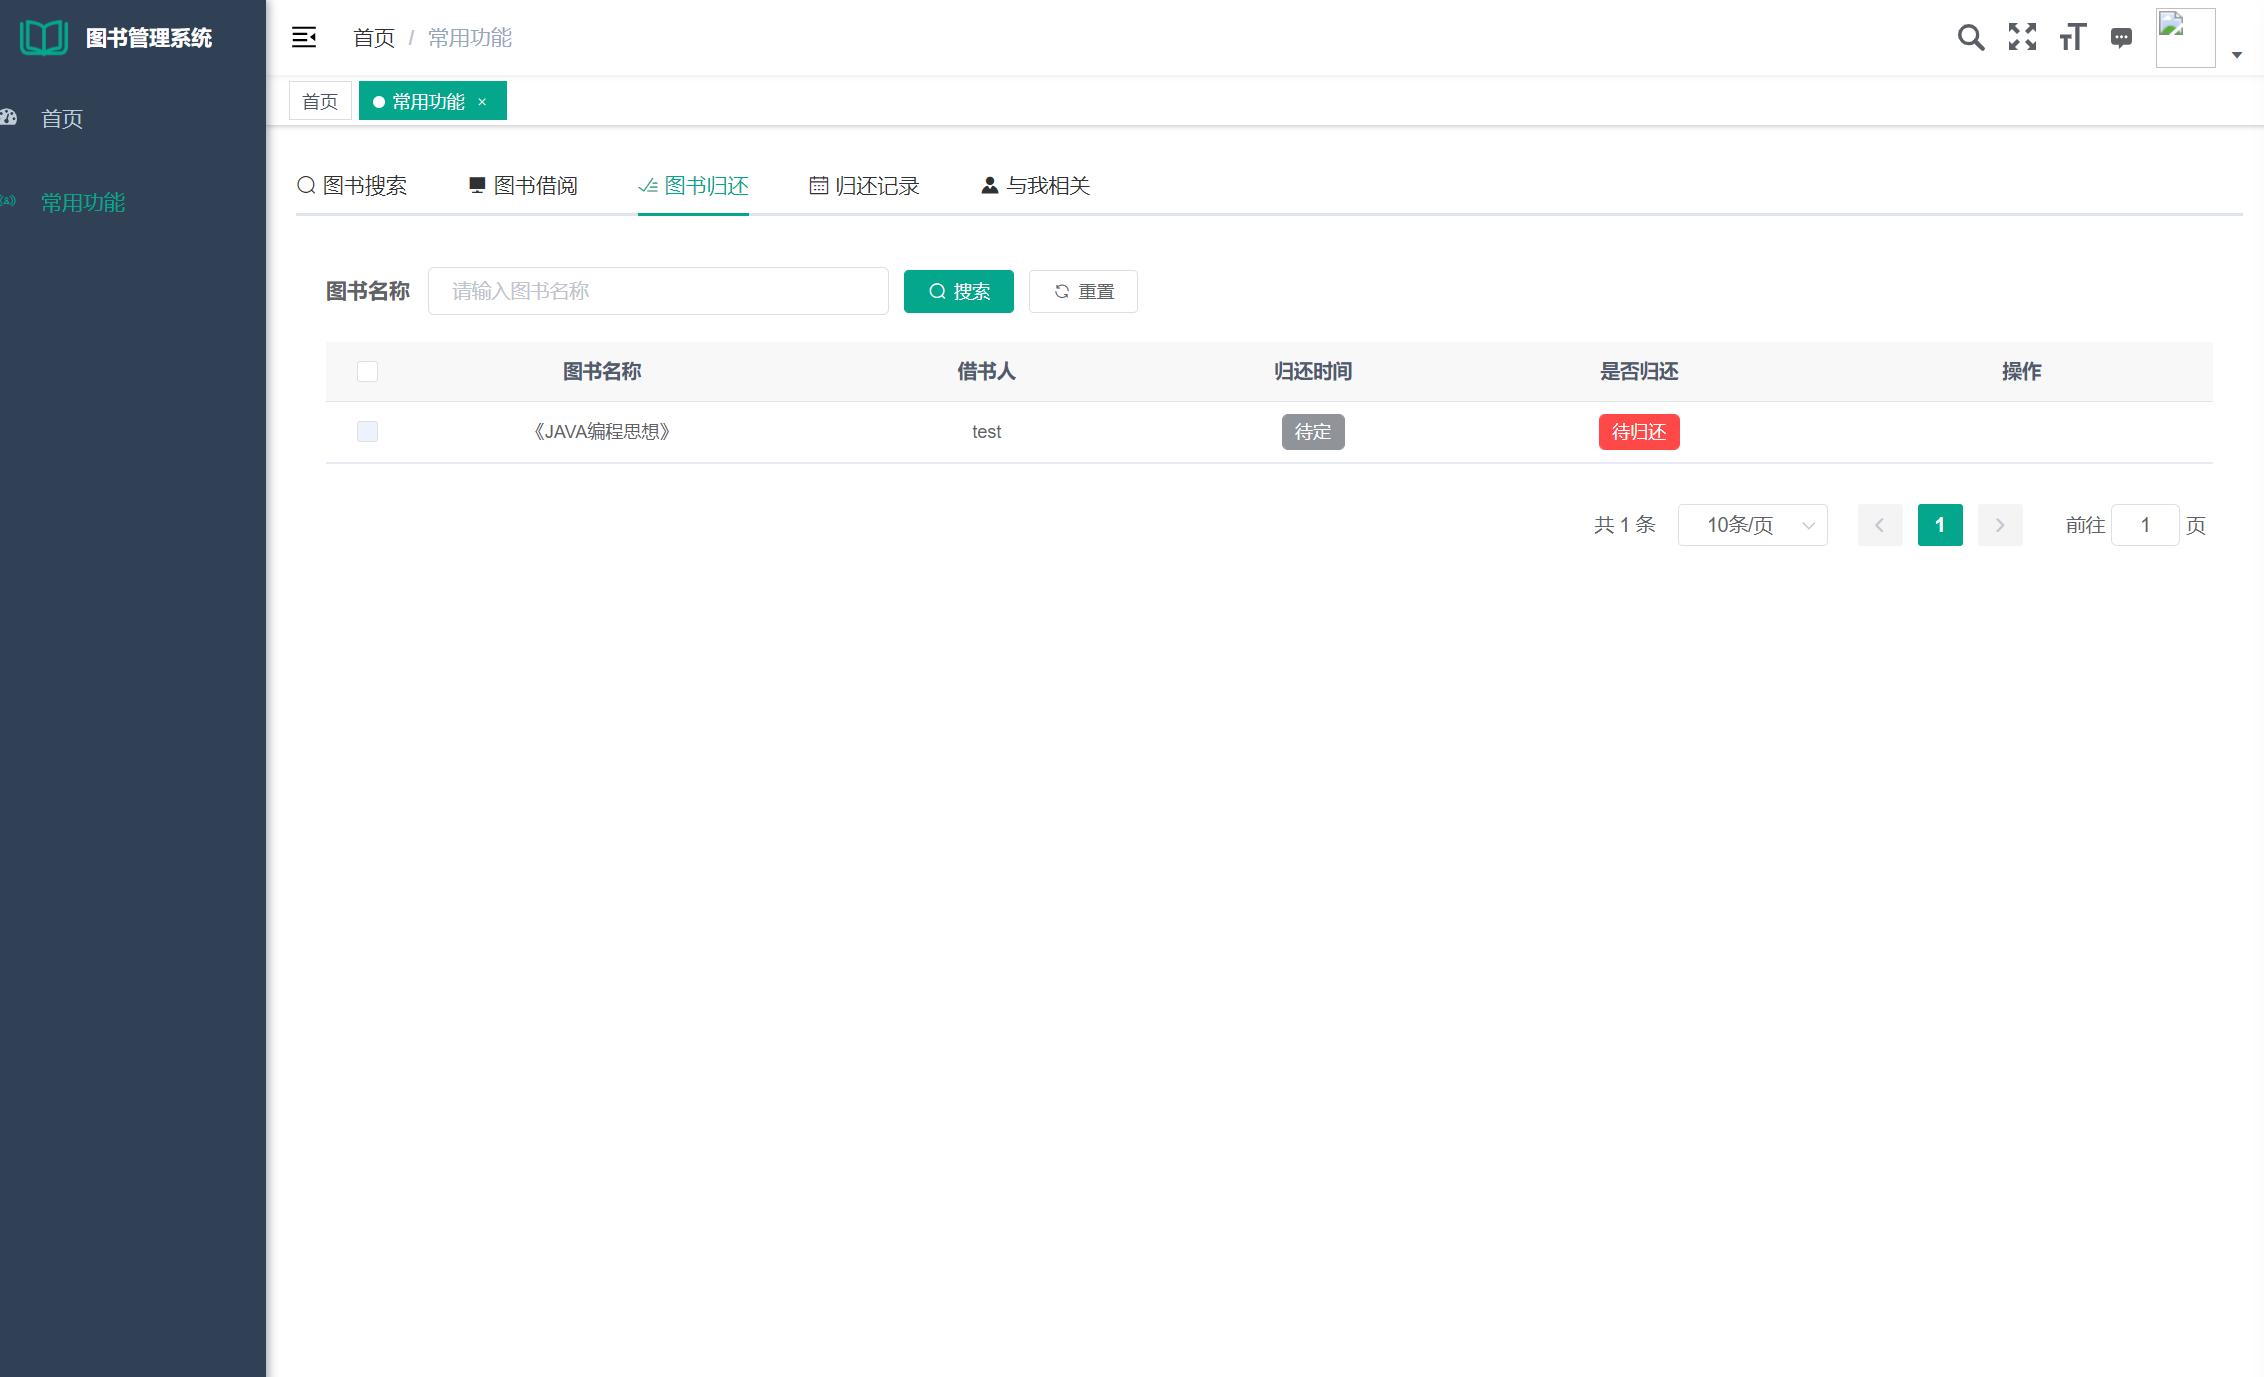 图书管理系统
首页
常用功能
首页 / 常用功能
首页
常用功能 ×
图书搜索
图书借阅
图书归还
归还记录
与我相关
图书名称
请输入图书名称
搜索
重置
图书名称 借书人 归还时间 是否归还 操作
《JAVA编程思想》 test 待定 待归还
共 1 条 10条/页 1 前往 1 页